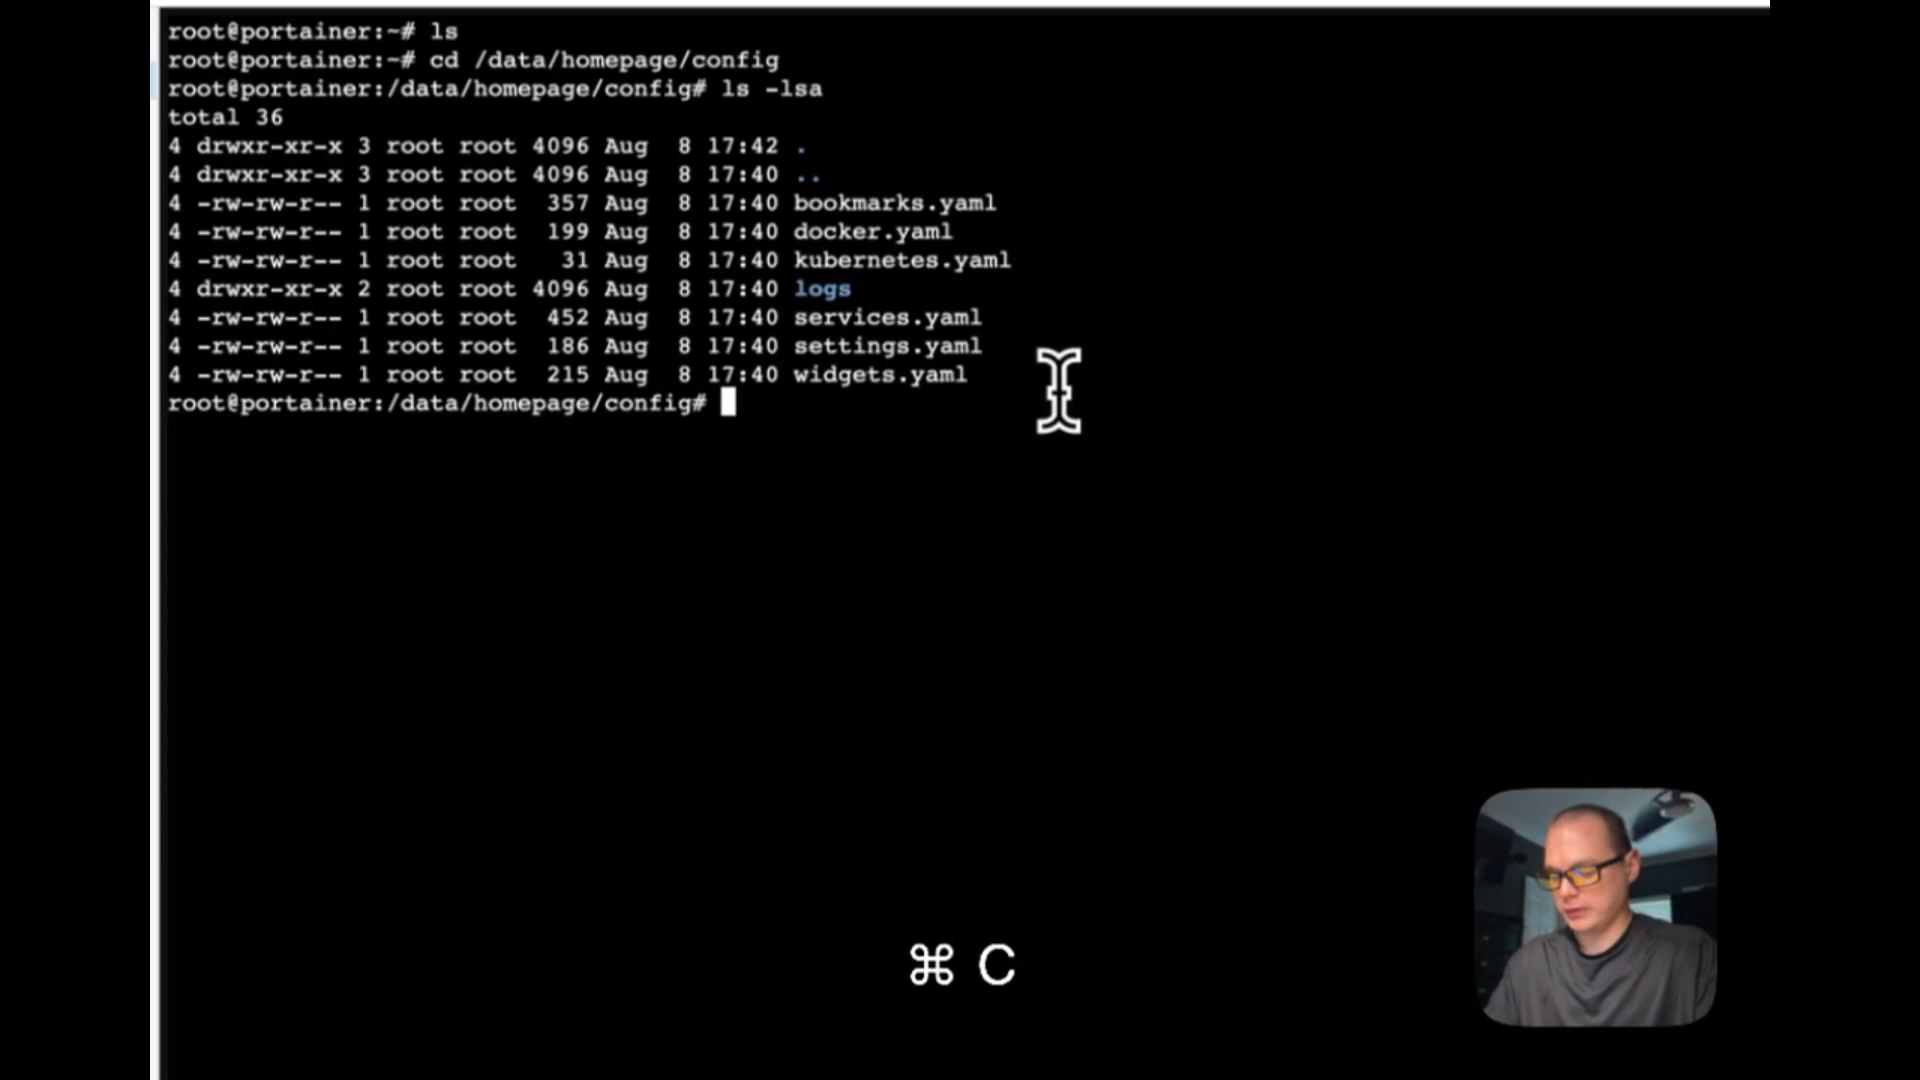 root@portainer:~# ls
root@portainer:~# cd /data/homepage/config
root@portainer:/data/homepage/config# ls -lsa
total 36
4 drwxr-xr-x 3 root root 4096 Aug  8 17:42 .
4 drwxr-xr-x 3 root root 4096 Aug  8 17:40 ..
4 -rw-rw-r-- 1 root root  357 Aug  8 17:40 bookmarks.yaml
4 -rw-rw-r-- 1 root root  199 Aug  8 17:40 docker.yaml
4 -rw-rw-r-- 1 root root   31 Aug  8 17:40 kubernetes.yaml
4 drwxr-xr-x 2 root root 4096 Aug  8 17:40 logs
4 -rw-rw-r-- 1 root root  452 Aug  8 17:40 services.yaml
4 -rw-rw-r-- 1 root root  186 Aug  8 17:40 settings.yaml
4 -rw-rw-r-- 1 root root  215 Aug  8 17:40 widgets.yaml
root@portainer:/data/homepage/config#
⌘ C